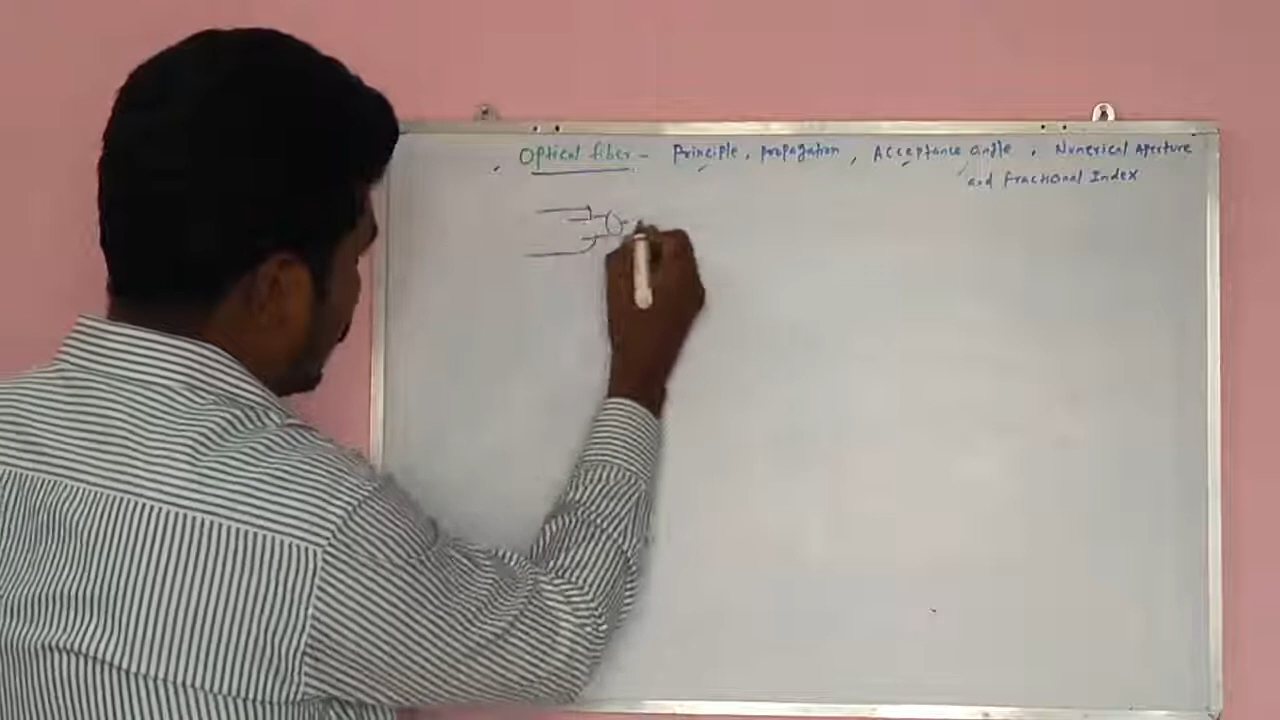 Optical fiber - Principle, propagation, Acceptance angle, Numerical Aperture
and fractional Index